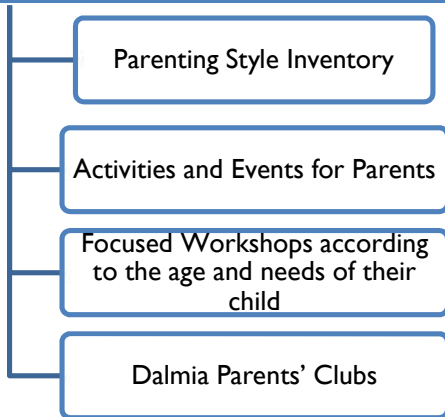 Parenting Style Inventory
Activities and Events for Parents
Focused Workshops according
to the age and needs of their
child
Dalmia Parents’ Clubs